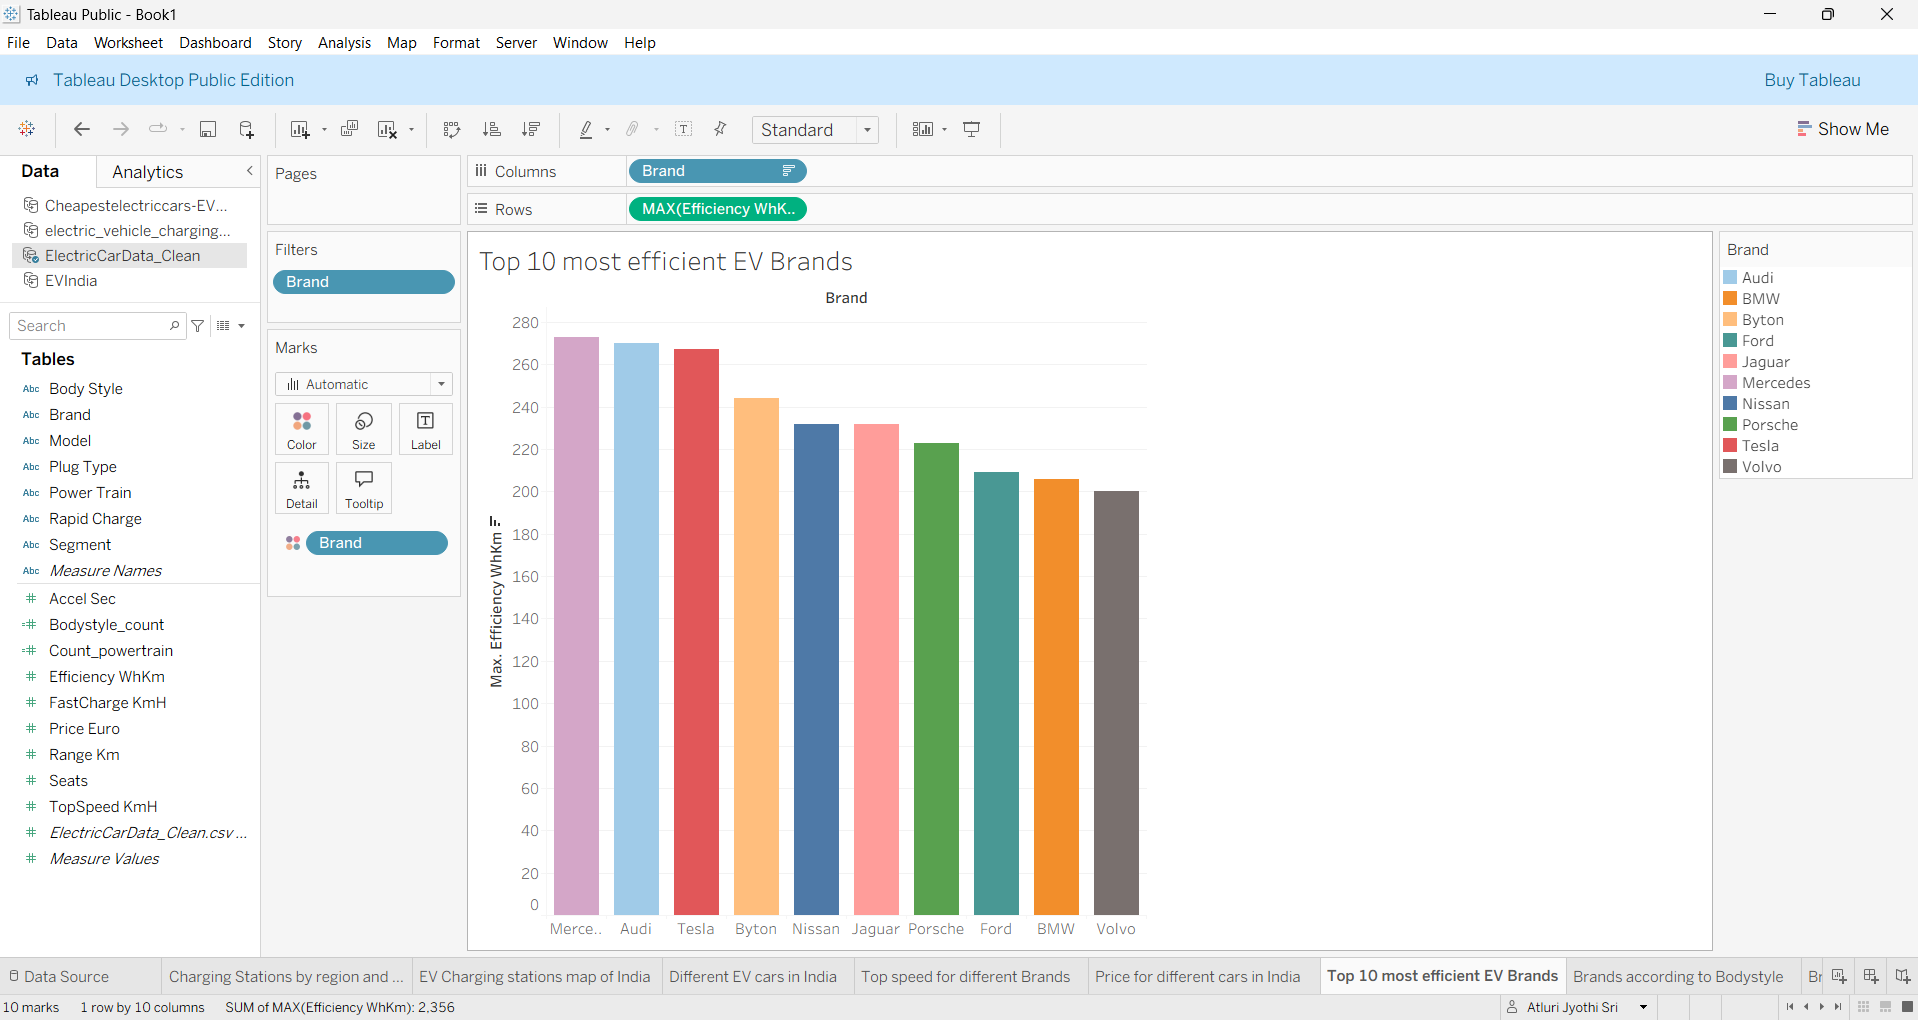 Tableau Public - Book1
File Data Worksheet Dashboard Story Analysis Map Format Server Window Help
Tableau Desktop Public Edition
Buy Tableau
Standard
Show Me
Data
Analytics
Cheapestelectriccars-EV...
electric_vehicle_charging...
ElectricCarData_Clean
EVIndia
Search
Tables
Abc Body Style
Abc Brand
Abc Model
Abc Plug Type
Abc Power Train
Abc Rapid Charge
Abc Segment
Abc Measure Names
# Accel Sec
=# Bodystyle_count
=# Count_powertrain
# Efficiency WhKm
# FastCharge KmH
# Price Euro
# Range Km
# Seats
# TopSpeed KmH
# ElectricCarData_Clean.csv ...
# Measure Values
Pages
Filters
Brand
Marks
Automatic
Color Size Label
Detail Tooltip
Brand
Columns
Brand
Rows
MAX(Efficiency WhK..
Top 10 most efficient EV Brands
Brand
Max. Efficiency WhKm
280
260
240
220
200
180
160
140
120
100
80
60
40
20
0
Merce.. Audi Tesla Byton Nissan Jaguar Porsche Ford BMW Volvo
Brand
Audi
BMW
Byton
Ford
Jaguar
Mercedes
Nissan
Porsche
Tesla
Volvo
Data Source
Charging Stations by region and ...
EV Charging stations map of India
Different EV cars in India
Top speed for different Brands
Price for different cars in India
Top 10 most efficient EV Brands
Brands according to Bodystyle
Br
10 marks
1 row by 10 columns
SUM of MAX(Efficiency WhKm): 2,356
Atluri Jyothi Sri